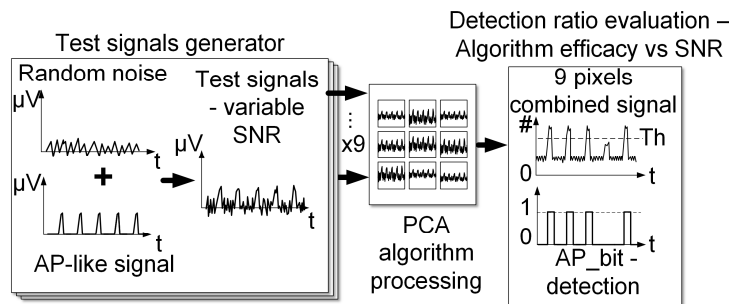 Test signals generator
Random noise
μV
t
+
μV
AP-like signal
Test signals
- variable
SNR
μV
t
⋮
x9
PCA
algorithm
processing
Detection ratio evaluation –
Algorithm efficacy vs SNR
9 pixels
combined signal
#
Th
0
t
1
0
t
AP_bit -
detection